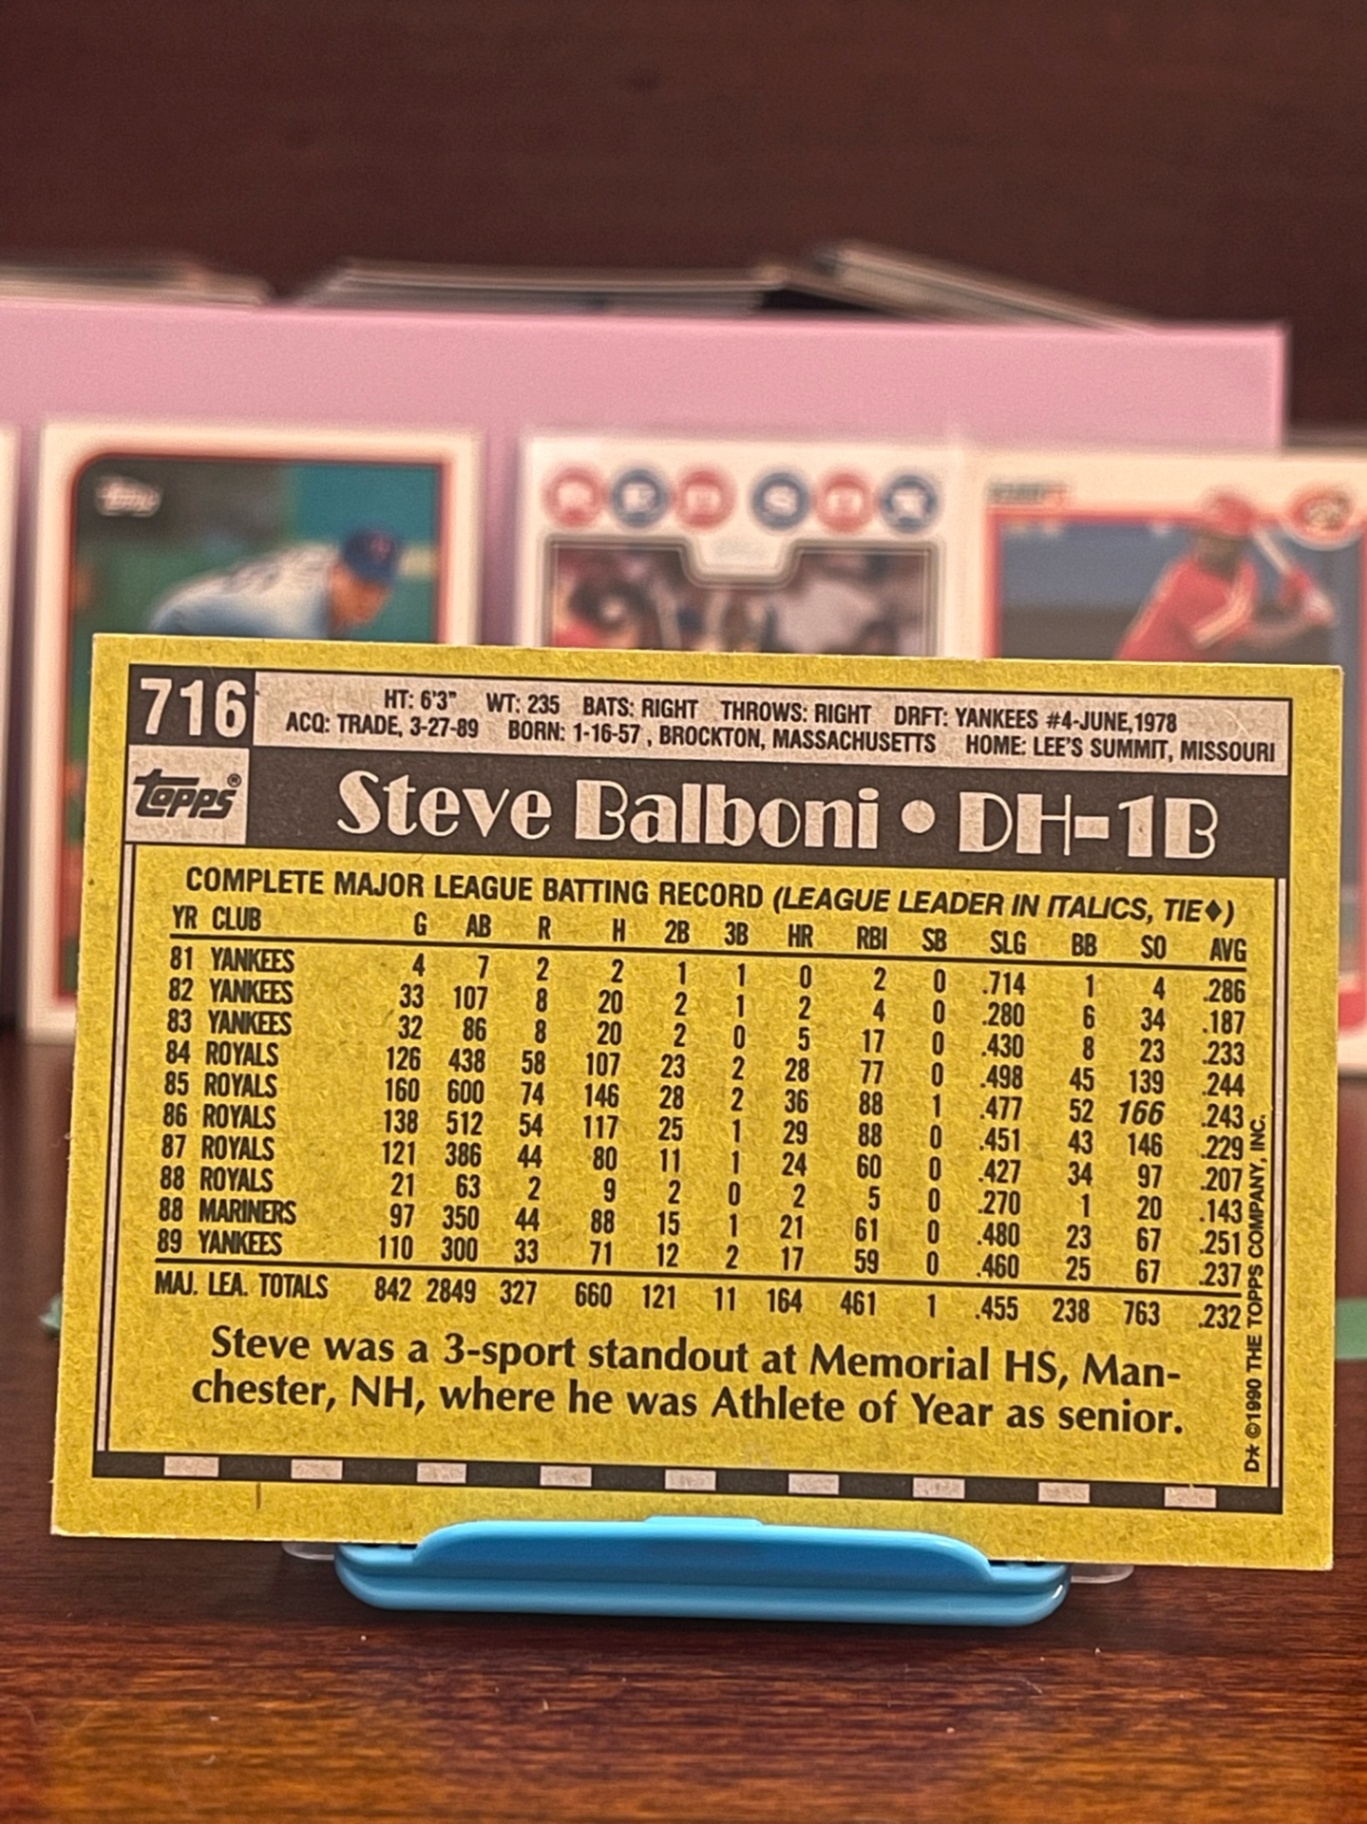 Topps
RED SOX
716
HT: 6'3" WT: 235 BATS: RIGHT THROWS: RIGHT DRFT: YANKEES #4-JUNE,1978
ACQ: TRADE, 3-27-89 BORN: 1-16-57 , BROCKTON, MASSACHUSETTS HOME: LEE'S SUMMIT, MISSOURI
topps®
Steve Balboni • DH-1B
COMPLETE MAJOR LEAGUE BATTING RECORD (LEAGUE LEADER IN ITALICS, TIE♦)
YR CLUB G AB R H 2B 3B HR RBI SB SLG BB SO AVG
81 YANKEES 4 7 2 2 1 1 0 2 0 .714 1 4 .286
82 YANKEES 33 107 8 20 2 1 2 4 0 .280 6 34 .187
83 YANKEES 32 86 8 20 2 0 5 17 0 .430 8 23 .233
84 ROYALS 126 438 58 107 23 2 28 77 0 .498 45 139 .244
85 ROYALS 160 600 74 146 28 2 36 88 1 .477 52 166 .243
86 ROYALS 138 512 54 117 25 1 29 88 0 .451 43 146 .229
87 ROYALS 121 386 44 80 11 1 24 60 0 .427 34 97 .207
88 ROYALS 21 63 2 9 2 0 2 5 0 .270 1 20 .143
88 MARINERS 97 350 44 88 15 1 21 61 0 .480 23 67 .251
89 YANKEES 110 300 33 71 12 2 17 59 0 .460 25 67 .237
MAJ. LEA. TOTALS 842 2849 327 660 121 11 164 461 1 .455 238 763 .232
Steve was a 3-sport standout at Memorial HS, Man-
chester, NH, where he was Athlete of Year as senior.
D* ©1990 THE TOPPS COMPANY, INC.